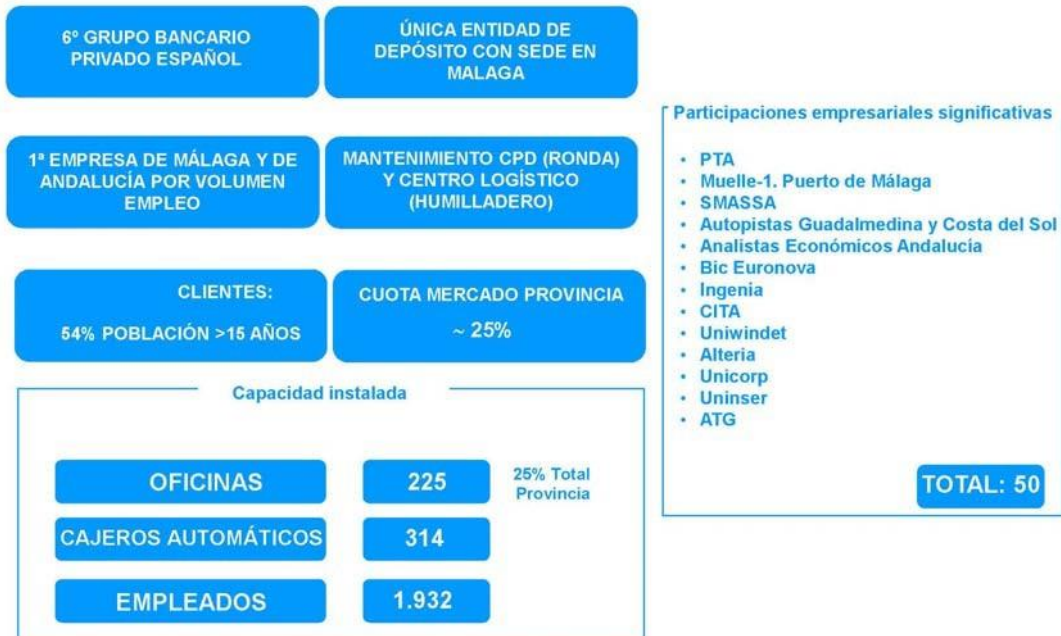 6º GRUPO BANCARIO
PRIVADO ESPAÑOL
ÚNICA ENTIDAD DE
DEPÓSITO CON SEDE EN
MALAGA
1ª EMPRESA DE MÁLAGA Y DE
ANDALUCÍA POR VOLUMEN
EMPLEO
MANTENIMIENTO CPD (RONDA)
Y CENTRO LOGÍSTICO
(HUMILLADERO)
CLIENTES:
54% POBLACIÓN >15 AÑOS
CUOTA MERCADO PROVINCIA
~ 25%
Capacidad instalada
OFICINAS
225
25% Total
Provincia
CAJEROS AUTOMÁTICOS
314
EMPLEADOS
1.932
Participaciones empresariales significativas
• PTA
• Muelle-1. Puerto de Málaga
• SMASSA
• Autopistas Guadalmedina y Costa del Sol
• Analistas Económicos Andalucía
• Bic Euronova
• Ingenia
• CITA
• Uniwindet
• Alteria
• Unicorp
• Uninser
• ATG
TOTAL: 50